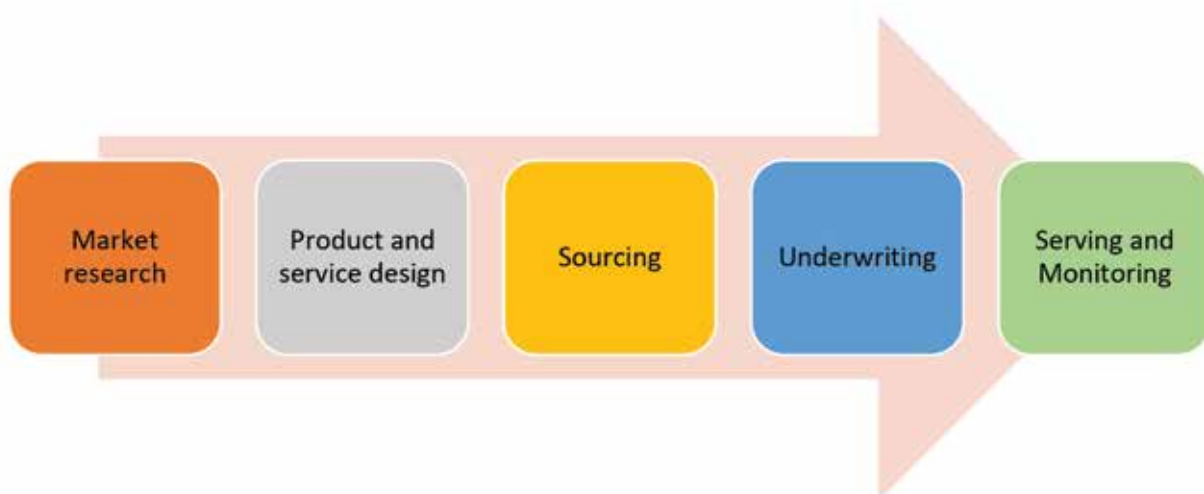 Market
research
Product and
service design
Sourcing
Underwriting
Serving and
Monitoring